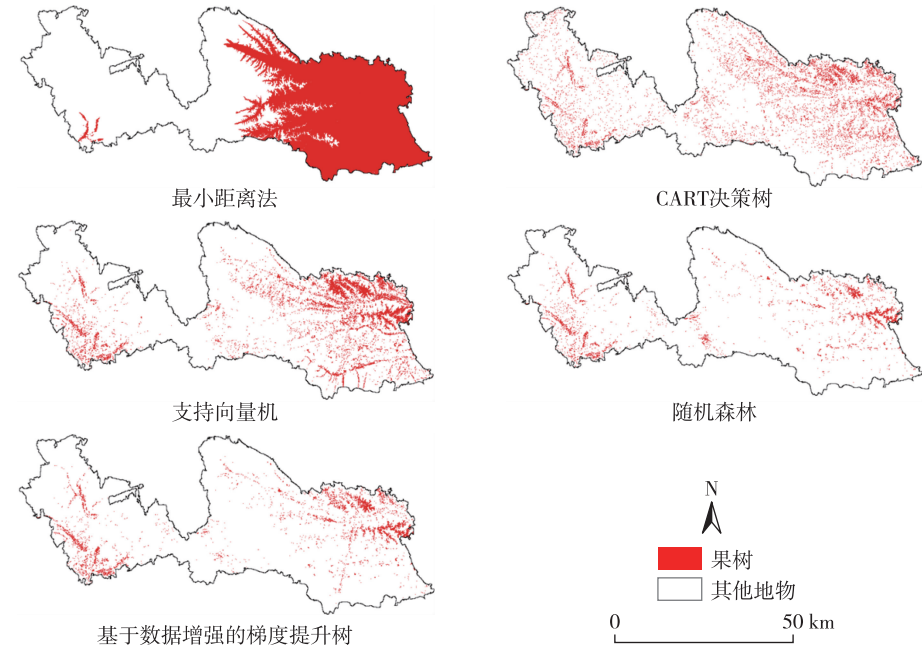 最小距离法
CART决策树
支持向量机
随机森林
基于数据增强的梯度提升树
N
果树
其他地物
0 50 km